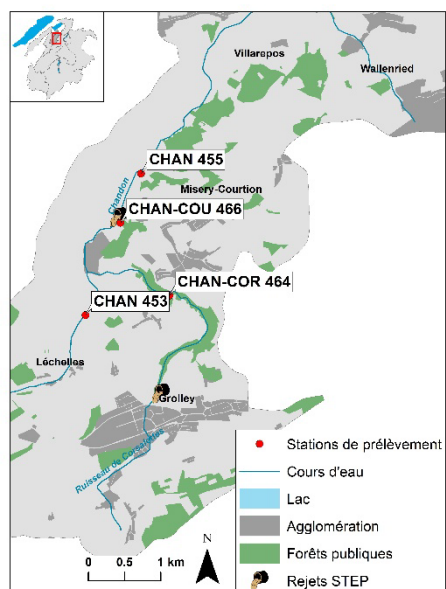 Villarepos
Wallenried
CHAN 455
Misery-Courtion
Chandon
CHAN-COU 466
CHAN-COR 464
CHAN 453
Léchelles
Grolley
Ruisseau de Corsalettes
Stations de prélèvement
Cours d'eau
Lac
Agglomération
Forêts publiques
Rejets STEP
N
0 0.5 1 km